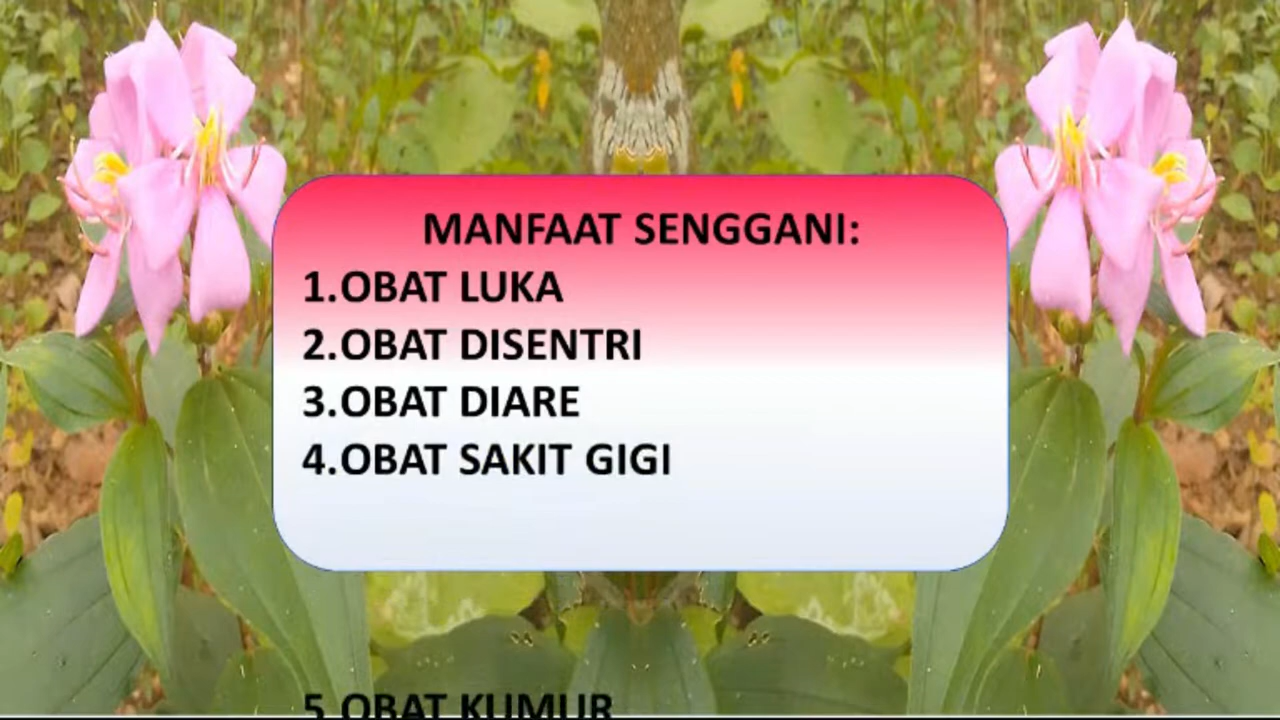 MANFAAT SENGGANI:
1.OBAT LUKA
2.OBAT DISENTRI
3.OBAT DIARE
4.OBAT SAKIT GIGI
5 OBAT KUMUR